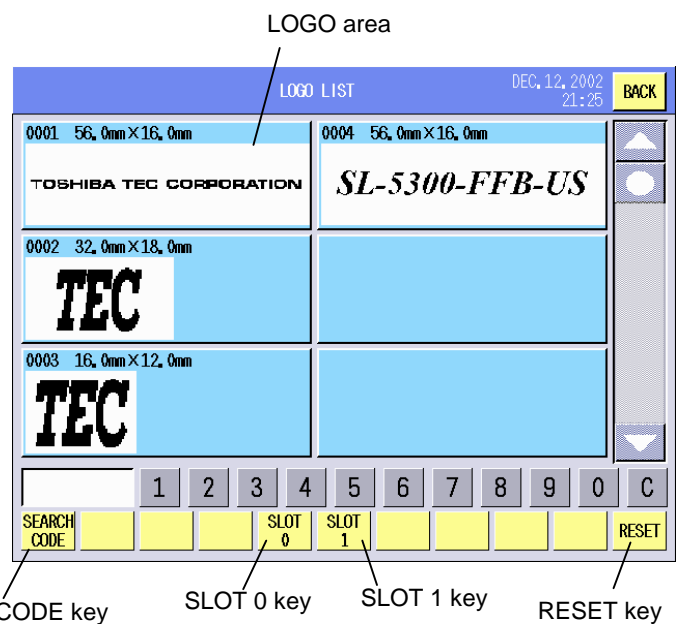 LOGO area
LOGO LIST
DEC. 12. 2002
21:25
BACK
0001 56.0mm×16.0mm
TOSHIBA TEC CORPORATION
0004 56.0mm×16.0mm
SL-5300-FFB-US
0002 32.0mm×18.0mm
TEC
0003 16.0mm×12.0mm
TEC
1 2 3 4 5 6 7 8 9 0 C
SEARCH CODE
SLOT 0
SLOT 1
RESET
CODE key
SLOT 0 key
SLOT 1 key
RESET key